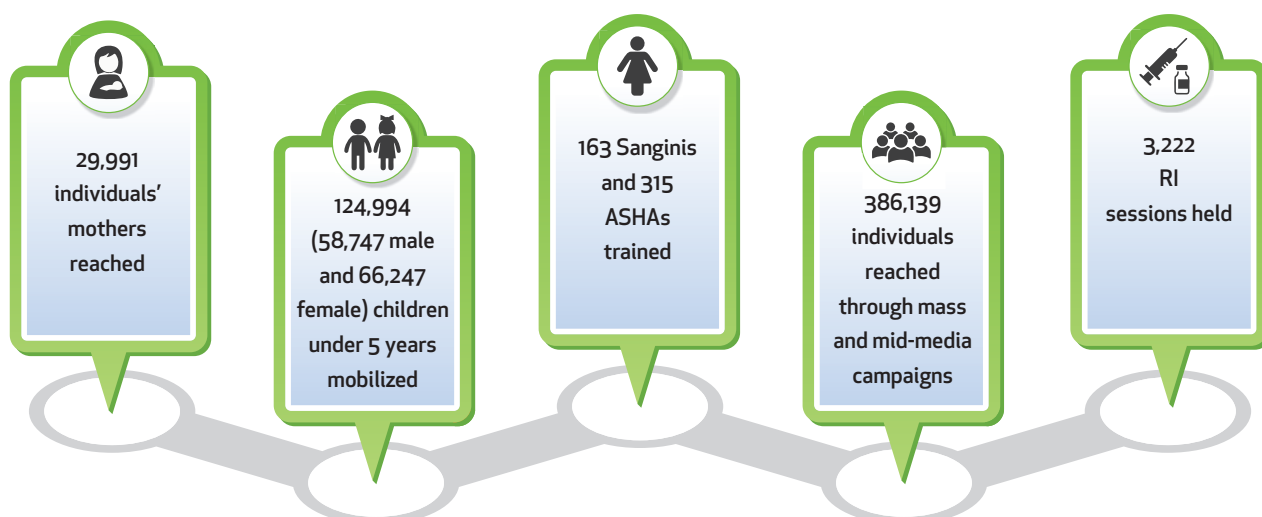 29,991
individuals’
mothers
reached
124,994
(58,747 male
and 66,247
female) children
under 5 years
mobilized
163 Sanginis
and 315
ASHAs
trained
386,139
individuals
reached
through mass
and mid-media
campaigns
3,222
RI
sessions held